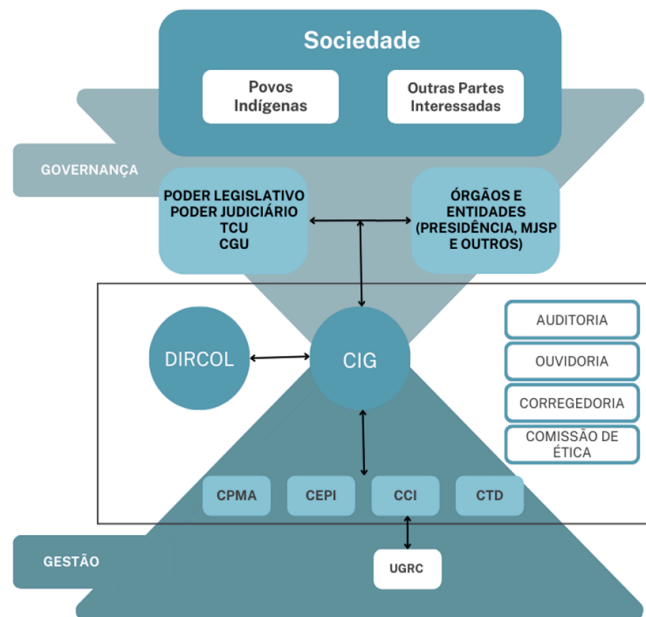 Sociedade
Povos
Indígenas
Outras Partes
Interessadas
GOVERNANÇA
PODER LEGISLATIVO
PODER JUDICIÁRIO
TCU
CGU
ÓRGÃOS E
ENTIDADES
(PRESIDÊNCIA, MJSP
E OUTROS)
DIRCOL
CIG
AUDITORIA
OUVIDORIA
CORREGEDORIA
COMISSÃO DE
ÉTICA
CPMA
CEPI
CCI
CTD
GESTÃO
UGRC